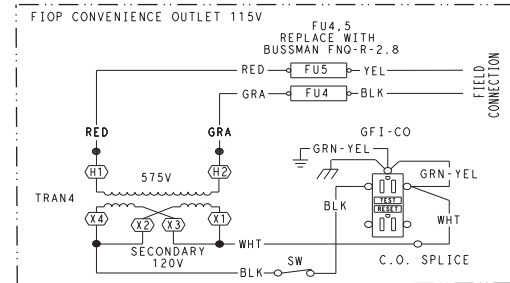 FIOP CONVENIENCE OUTLET 115V
FU4,5
REPLACE WITH
BUSSMAN FNQ-R-2.8
RED
FU5
YEL
GRA
FU4
BLK
FIELD
CONNECTION
RED
GRA
GFI-CO
GRN-YEL
H1
575V
H2
GRN-YEL
TRAN4
TEST
RESET
BLK
X4
X2
X3
X1
WHT
SECONDARY
120V
WHT
SW
BLK
C.O. SPLICE